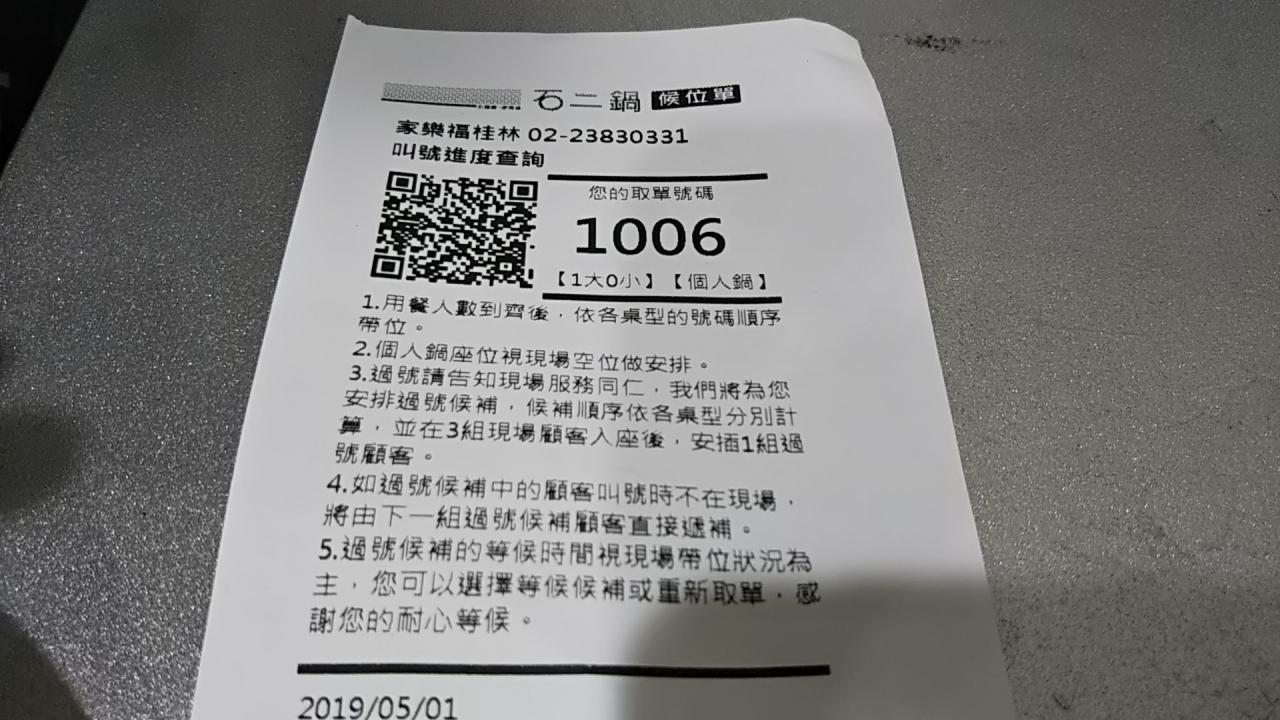 石二鍋 候位單
家樂福桂林 02-23830331
叫號進度查詢
您的取單號碼
1006
【1大0小】【個人鍋】
1.用餐人數到齊後，依各桌型的號碼順序
帶位。
2.個人鍋座位視現場空位做安排。
3.過號請告知現場服務同仁，我們將為您
安排過號候補，候補順序依各桌型分別計
算，並在3組現場顧客入座後，安插1組過
號顧客。
4.如過號候補中的顧客叫號時不在現場，
將由下一組過號候補顧客直接遞補。
5.過號候補的等候時間視現場帶位狀況為
主，您可以選擇等候候補或重新取單，感
謝您的耐心等候。
2019/05/01